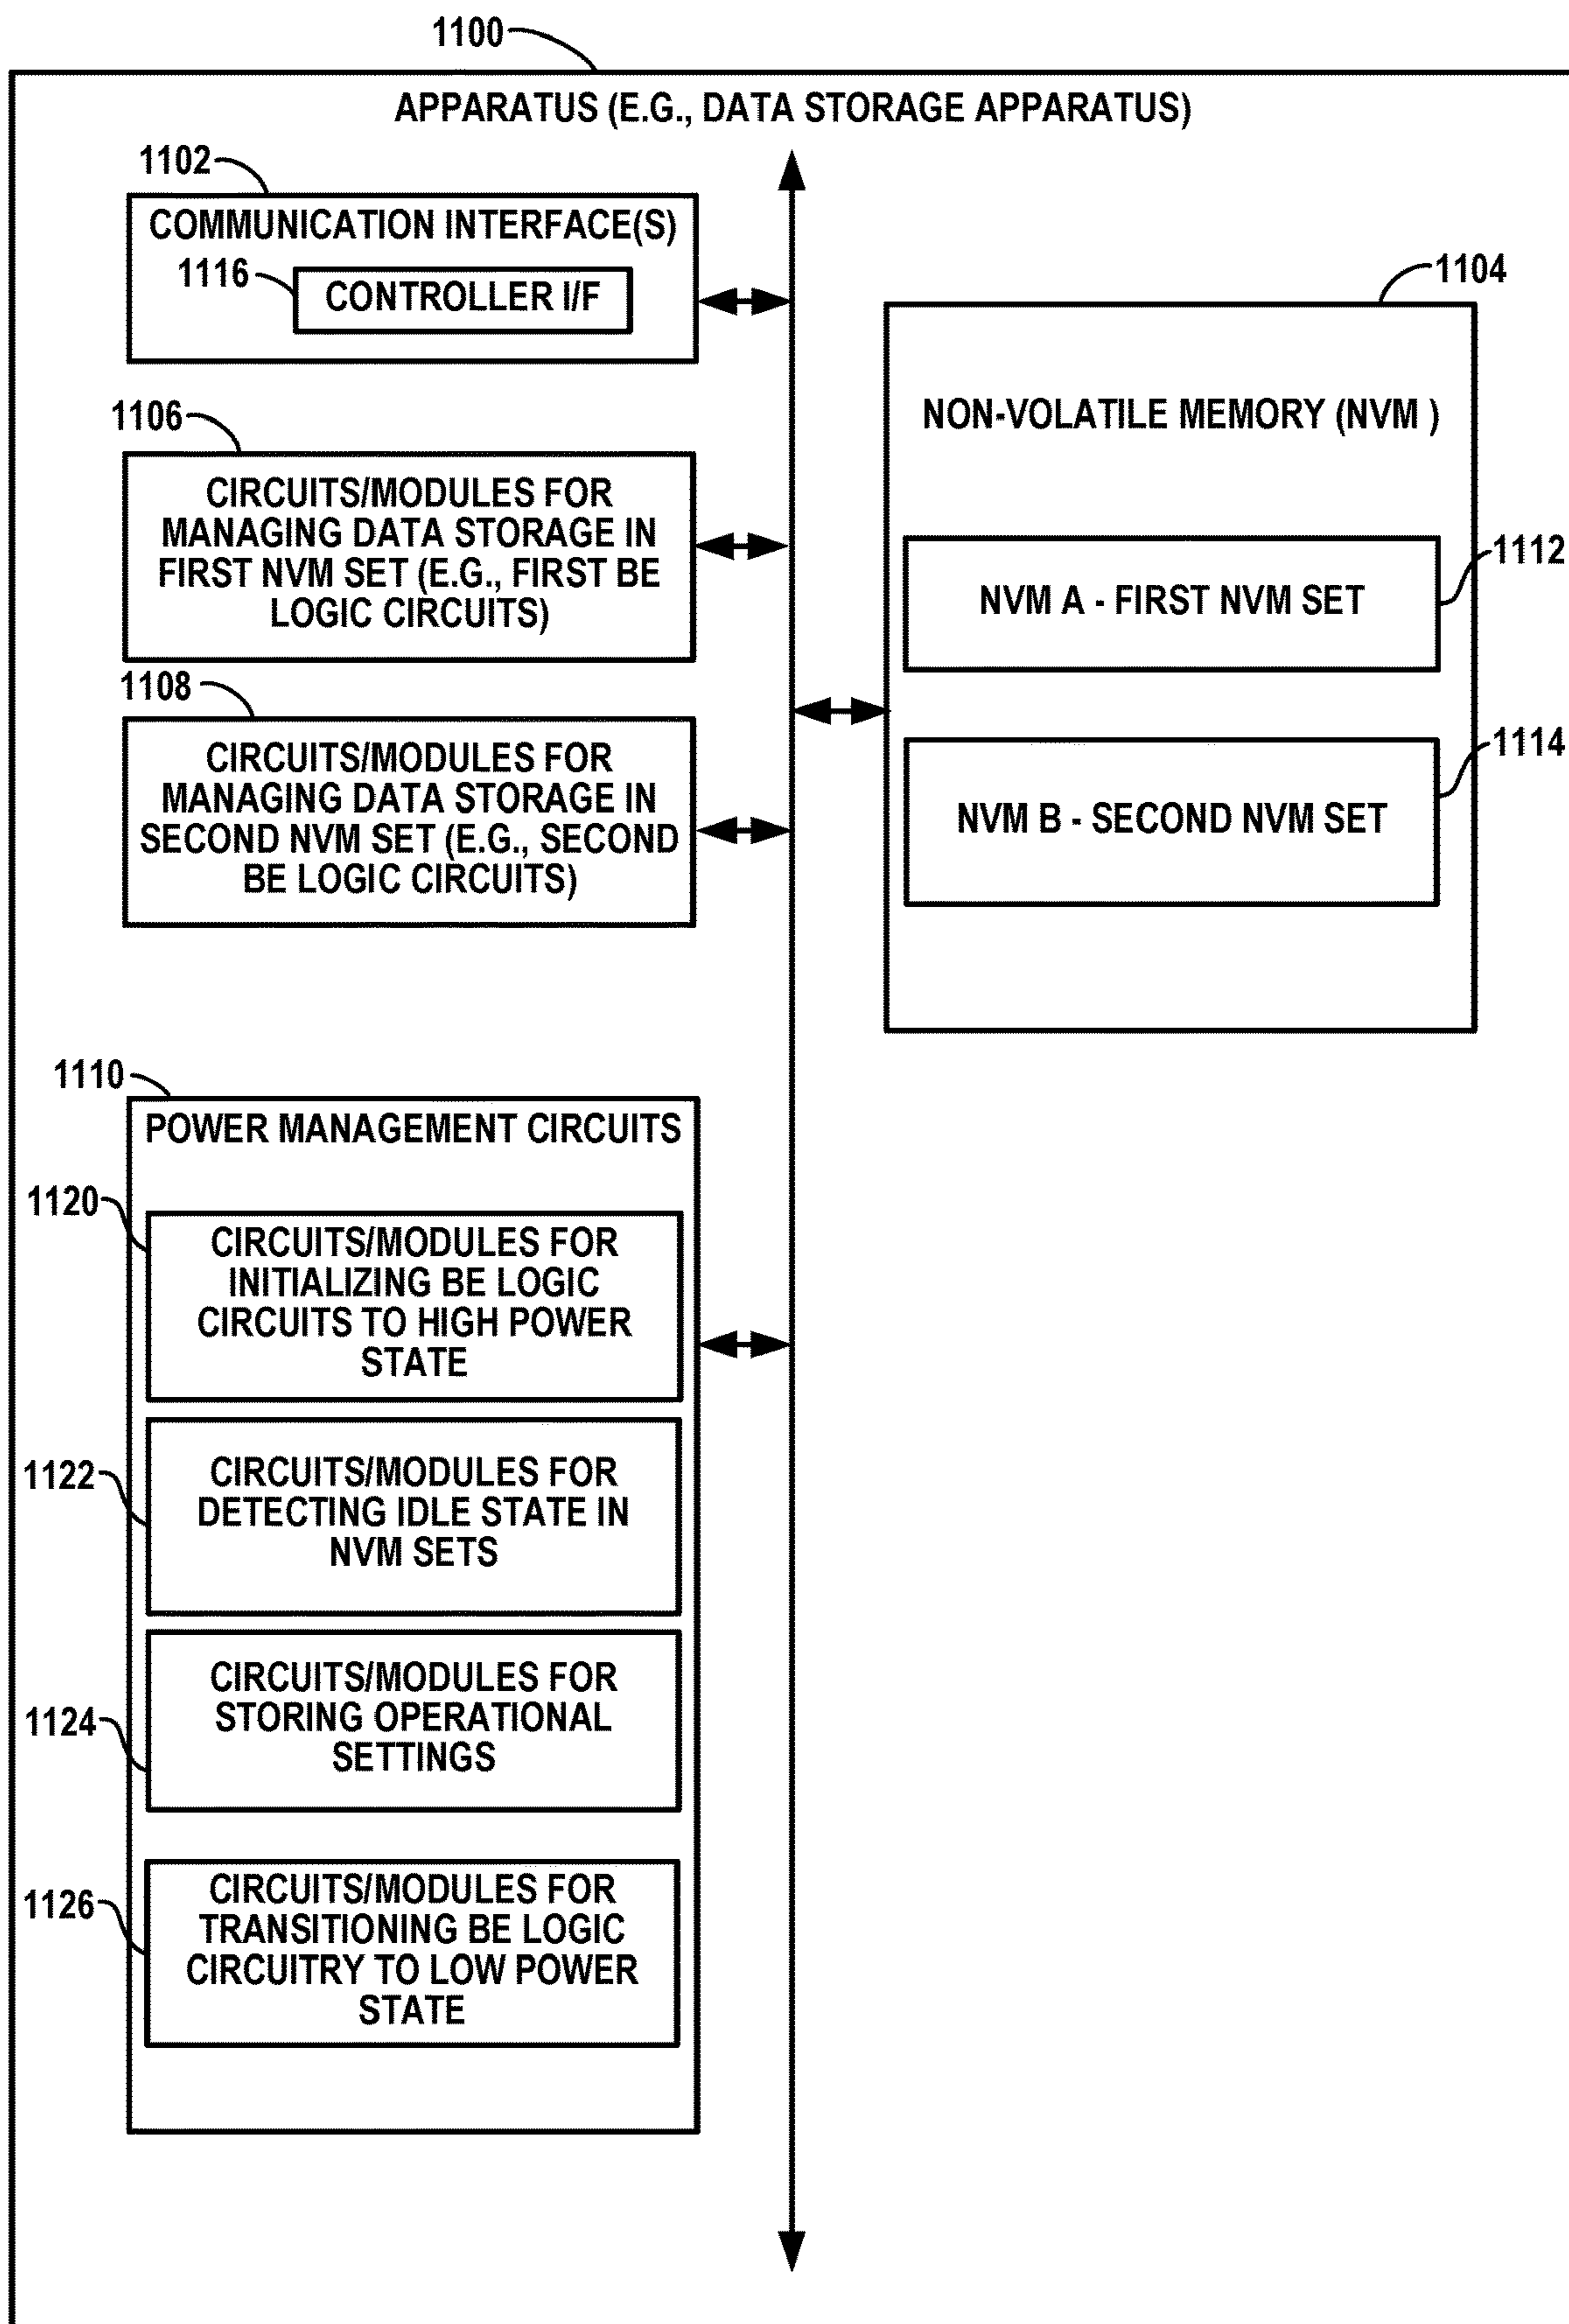 1100
APPARATUS (E.G., DATA STORAGE APPARATUS)
1102
COMMUNICATION INTERFACE(S)
1116
CONTROLLER I/F
1104
NON-VOLATILE MEMORY (NVM )
1112
NVM A - FIRST NVM SET
1114
NVM B - SECOND NVM SET
1106
CIRCUITS/MODULES FOR
MANAGING DATA STORAGE IN
FIRST NVM SET (E.G., FIRST BE
LOGIC CIRCUITS)
1108
CIRCUITS/MODULES FOR
MANAGING DATA STORAGE IN
SECOND NVM SET (E.G., SECOND
BE LOGIC CIRCUITS)
1110
POWER MANAGEMENT CIRCUITS
1120
CIRCUITS/MODULES FOR
INITIALIZING BE LOGIC
CIRCUITS TO HIGH POWER
STATE
1122
CIRCUITS/MODULES FOR
DETECTING IDLE STATE IN
NVM SETS
1124
CIRCUITS/MODULES FOR
STORING OPERATIONAL
SETTINGS
1126
CIRCUITS/MODULES FOR
TRANSITIONING BE LOGIC
CIRCUITRY TO LOW POWER
STATE